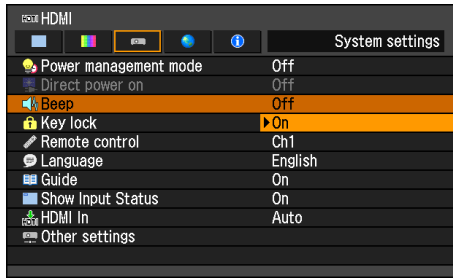 HDMI HDMI
System settings
Power management mode Off
Direct power on Off
Beep Off
Key lock On
Remote control Ch1
Language English
Guide On
Show Input Status On
HDMI In Auto
Other settings